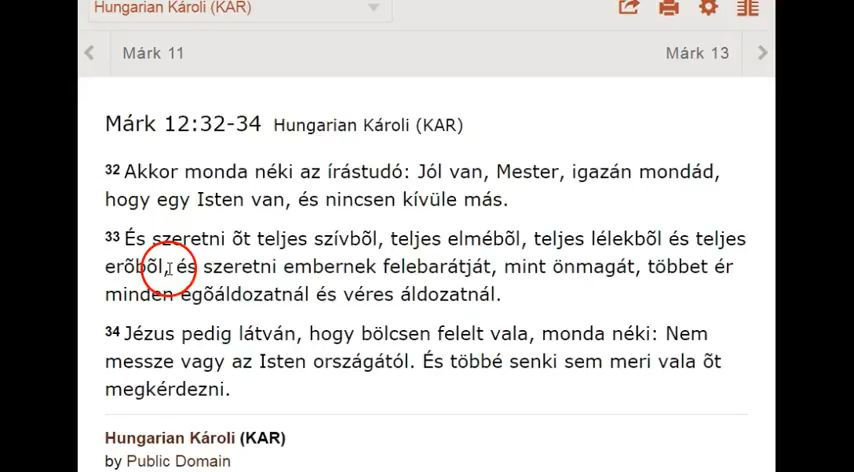 Hungarian Károli (KAR)
Márk 11 Márk 13
Márk 12:32-34 Hungarian Károli (KAR)
32 Akkor monda néki az írástudó: Jól van, Mester, igazán mondád,
hogy egy Isten van, és nincsen kívüle más.
33 És szeretni õt teljes szívbõl, teljes elmébõl, teljes lélekbõl és teljes
erõbõl, és szeretni embernek felebarátját, mint önmagát, többet ér
minden egõáldozatnál és véres áldozatnál.
34 Jézus pedig látván, hogy bölcsen felelt vala, monda néki: Nem
messze vagy az Isten országától. És többé senki sem meri vala õt
megkérdezni.
Hungarian Károli (KAR)
by Public Domain